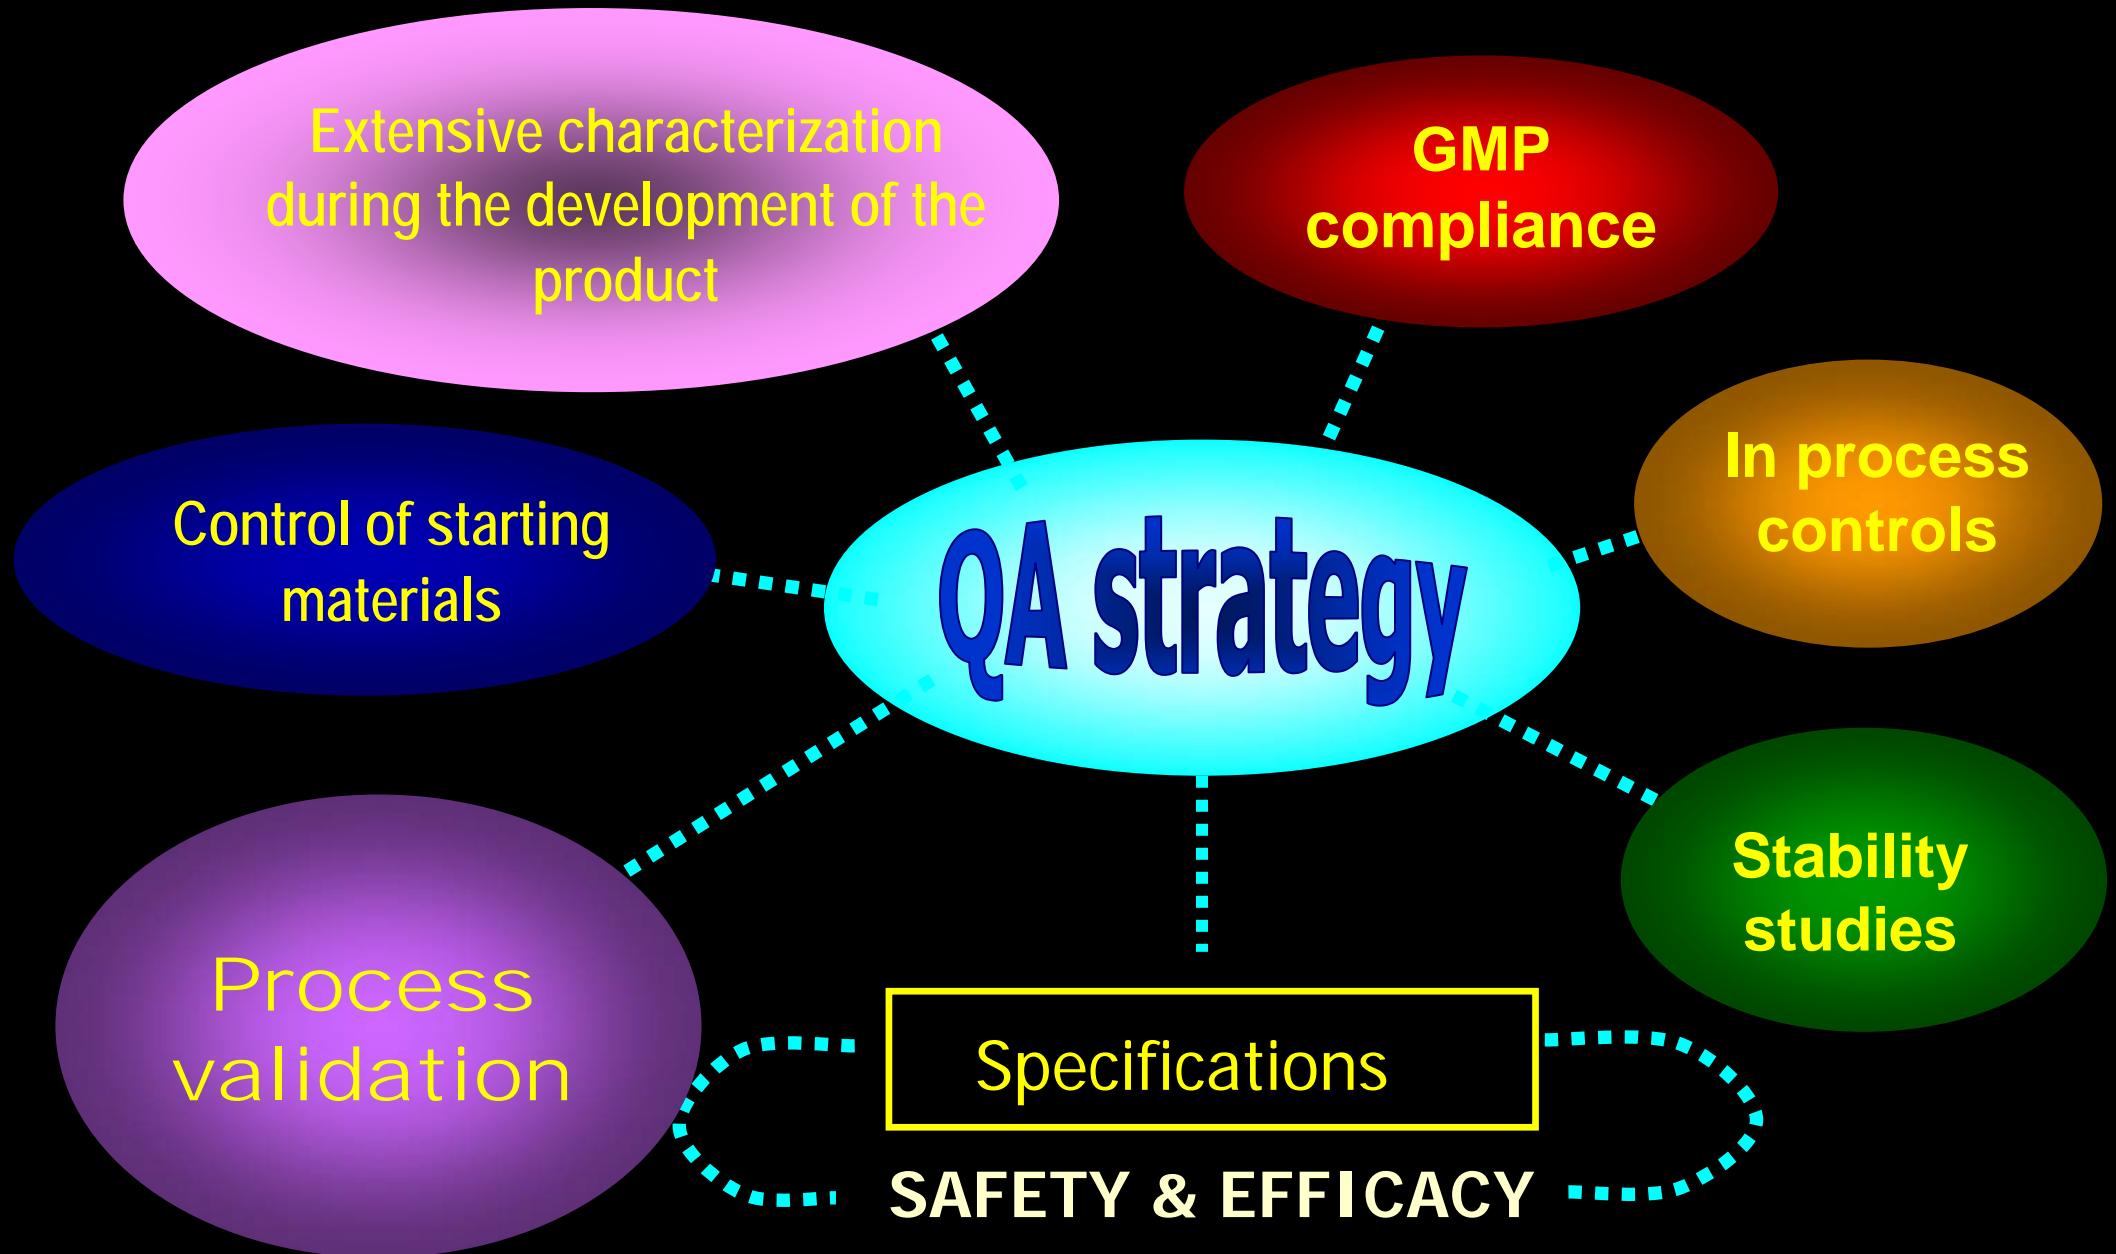 Extensive characterization
during the development of the
product
GMP
compliance
In process
controls
Control of starting
materials
QA strategy
Stability
studies
Process
validation
Specifications
SAFETY & EFFICACY